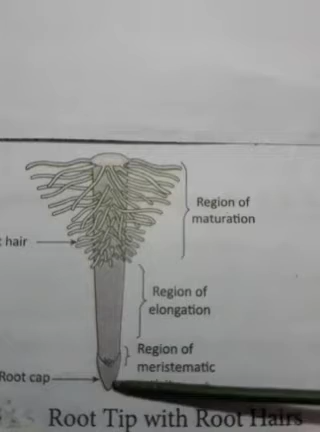 Region of
maturation
hair
Region of
elongation
Region of
meristematic
Root cap
Root Tip with Root Hairs